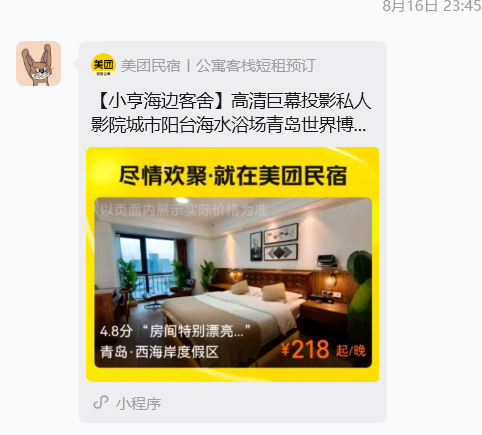 8月16日 23:45
美团
美团民宿丨公寓客栈短租预订
【小亨海边客舍】高清巨幕投影私人
影院城市阳台海水浴场青岛世界博...
尽情欢聚·就在美团民宿
以页面内展示实际价格为准
4.8分 “房间特别漂亮...”
青岛·西海岸度假区
¥218 起/晚
小程序